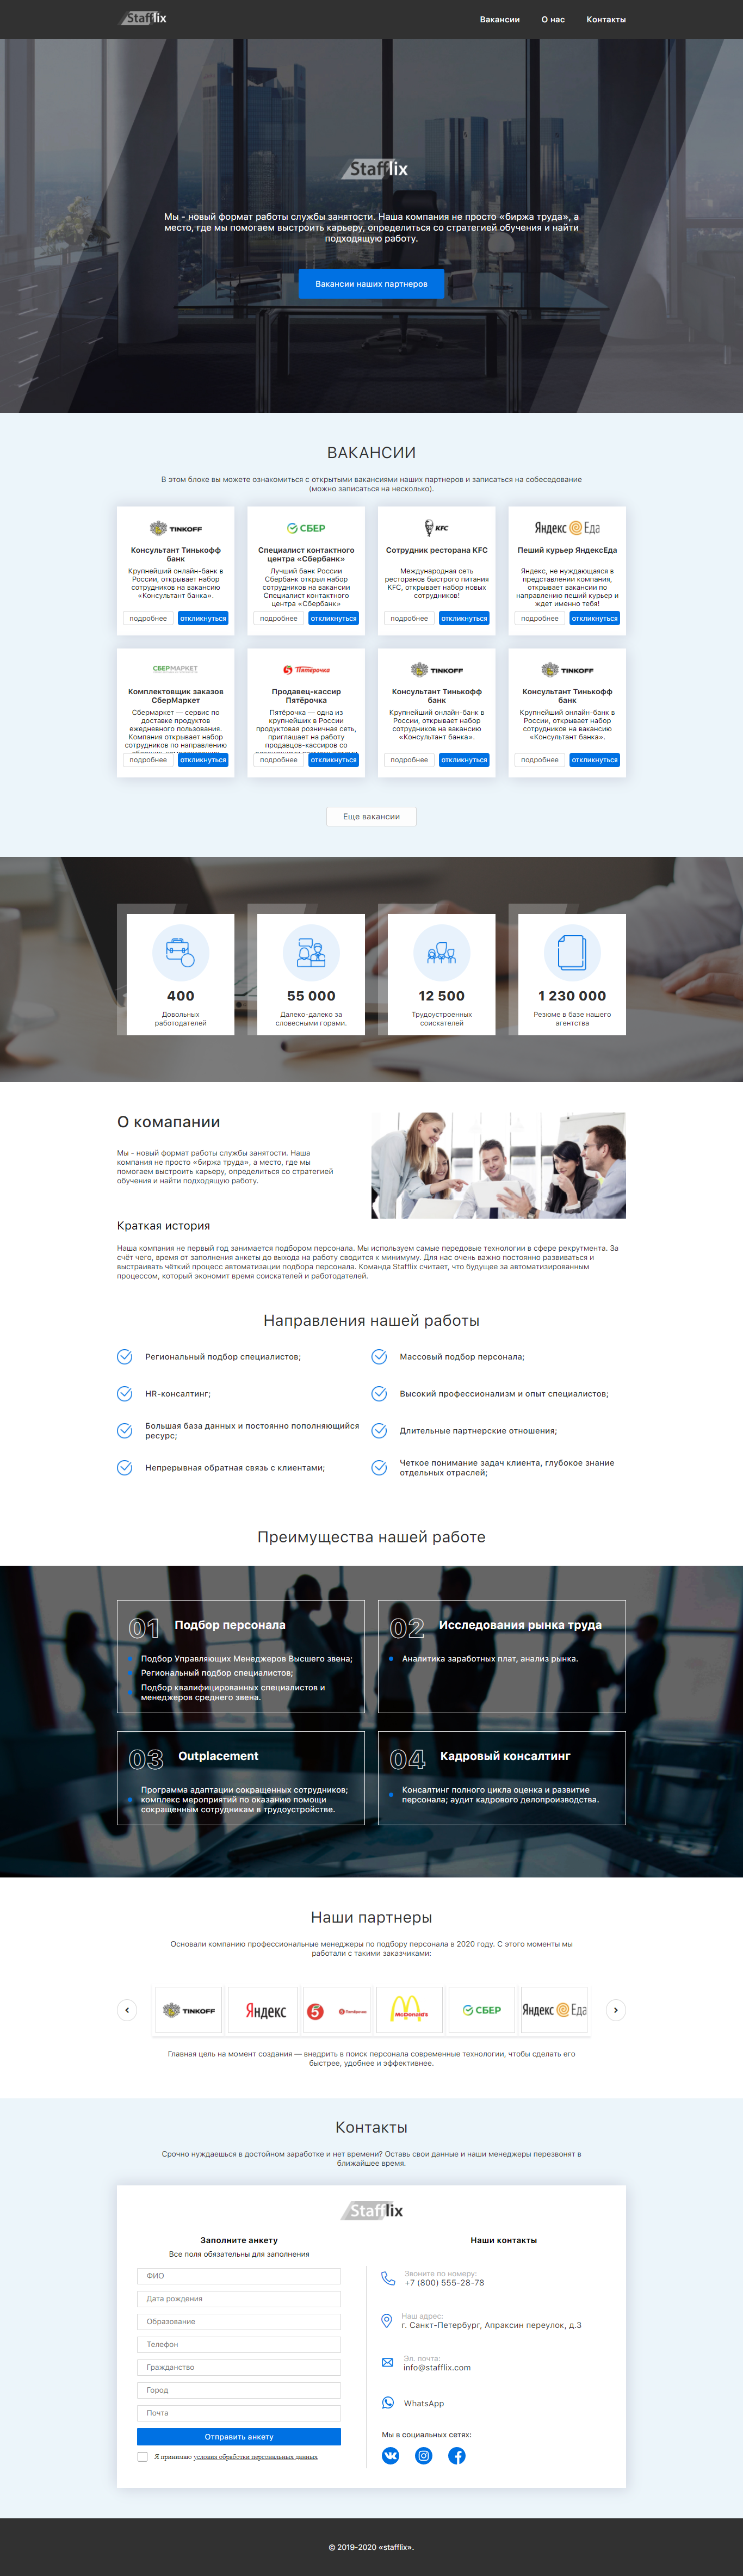 Stafflix
Вакансии
О нас
Контакты
Stafflix
Мы - новый формат работы службы занятости. Наша компания не просто «биржа труда», а
место, где мы помогаем выстроить карьеру, определиться со стратегией обучения и найти
подходящую работу.
Вакансии наших партнеров
ВАКАНСИИ
В этом блоке вы можете ознакомиться с открытыми вакансиями наших партнеров и записаться на собеседование
(можно записаться на несколько).
TINKOFF
Консультант Тинькофф
банк
Крупнейший онлайн-банк в
России, открывает набор
сотрудников на вакансию
«Консультант банка».
подробнее
откликнуться
СБЕР
Специалист контактного
центра «Сбербанк»
Лучший банк России
Сбербанк открыл набор
сотрудников на вакансии
Специалист контактного
центра «Сбербанк»
подробнее
откликнуться
KFC
Сотрудник ресторана KFC
Международная сеть
ресторанов быстрого питания
KFC, открывает набор новых
сотрудников!
подробнее
откликнуться
Яндекс Еда
Пеший курьер ЯндексЕда
Яндекс, не нуждающаяся в
представлении компания,
открывает вакансии по
направлению пеший курьер и
ждет именно тебя!
подробнее
откликнуться
СБЕРМАРКЕТ
Комплектовщик заказов
СберМаркет
Сбермаркет — сервис по
доставке продуктов
ежедневного пользования.
Компания открывает набор
сотрудников по направлению
подробнее
откликнуться
5 Пятёрочка
Продавец-кассир
Пятёрочка
Пятёрочка — одна из
крупнейших в России
продуктовая розничная сеть,
приглашает на работу
продавцов-кассиров со
подробнее
откликнуться
TINKOFF
Консультант Тинькофф
банк
Крупнейший онлайн-банк в
России, открывает набор
сотрудников на вакансию
«Консультант банка».
подробнее
откликнуться
TINKOFF
Консультант Тинькофф
банк
Крупнейший онлайн-банк в
России, открывает набор
сотрудников на вакансию
«Консультант банка».
подробнее
откликнуться
Еще вакансии
400
Довольных
работодателей
55 000
Далеко-далеко за
словесными горами.
12 500
Трудоустроенных
соискателей
1 230 000
Резюме в базе нашего
агентства
О комапании
Мы - новый формат работы службы занятости. Наша
компания не просто «биржа труда», а место, где мы
помогаем выстроить карьеру, определиться со стратегией
обучения и найти подходящую работу.
Краткая история
Наша компания не первый год занимается подбором персонала. Мы используем самые передовые технологии в сфере рекрутмента. За
счёт чего, время от заполнения анкеты до выхода на работу сводится к минимуму. Для нас очень важно постоянно развиваться и
выстраивать чёткий процесс автоматизации подбора персонала. Команда Stafflix считает, что будущее за автоматизированным
процессом, который экономит время соискателей и работодателей.
Направления нашей работы
Региональный подбор специалистов;
Массовый подбор персонала;
HR-консалтинг;
Высокий профессионализм и опыт специалистов;
Большая база данных и постоянно пополняющийся
ресурс;
Длительные партнерские отношения;
Непрерывная обратная связь с клиентами;
Четкое понимание задач клиента, глубокое знание
отдельных отраслей;
Преимущества нашей работе
01
Подбор персонала
Подбор Управляющих Менеджеров Высшего звена;
Региональный подбор специалистов;
Подбор квалифицированных специалистов и
менеджеров среднего звена.
02
Исследования рынка труда
Аналитика заработных плат, анализ рынка.
03
Outplacement
Программа адаптации сокращенных сотрудников;
комплекс мероприятий по оказанию помощи
сокращенным сотрудникам в трудоустройстве.
04
Кадровый консалтинг
Консалтинг полного цикла оценка и развитие
персонала; аудит кадрового делопроизводства.
Наши партнеры
Основали компанию профессиональные менеджеры по подбору персонала в 2020 году. С этого моменты мы
работали с такими заказчиками:
TINKOFF
Яндекс
5 Пятёрочка
McDonald's
СБЕР
Яндекс Еда
Главная цель на момент создания — внедрить в поиск персонала современные технологии, чтобы сделать его
быстрее, удобнее и эффективнее.
Контакты
Срочно нуждаешься в достойном заработке и нет времени? Оставь свои данные и наши менеджеры перезвонят в
ближайшее время.
Stafflix
Заполните анкету
Все поля обязательны для заполнения
ФИО
Дата рождения
Образование
Телефон
Гражданство
Город
Почта
Отправить анкету
Я принимаю условия обработки персональных данных
Наши контакты
Звоните по номеру:
+7 (800) 555-28-78
Наш адрес:
г. Санкт-Петербург, Апраксин переулок, д.3
Эл. почта:
info@stafflix.com
WhatsApp
Мы в социальных сетях:
© 2019-2020 «stafflix».